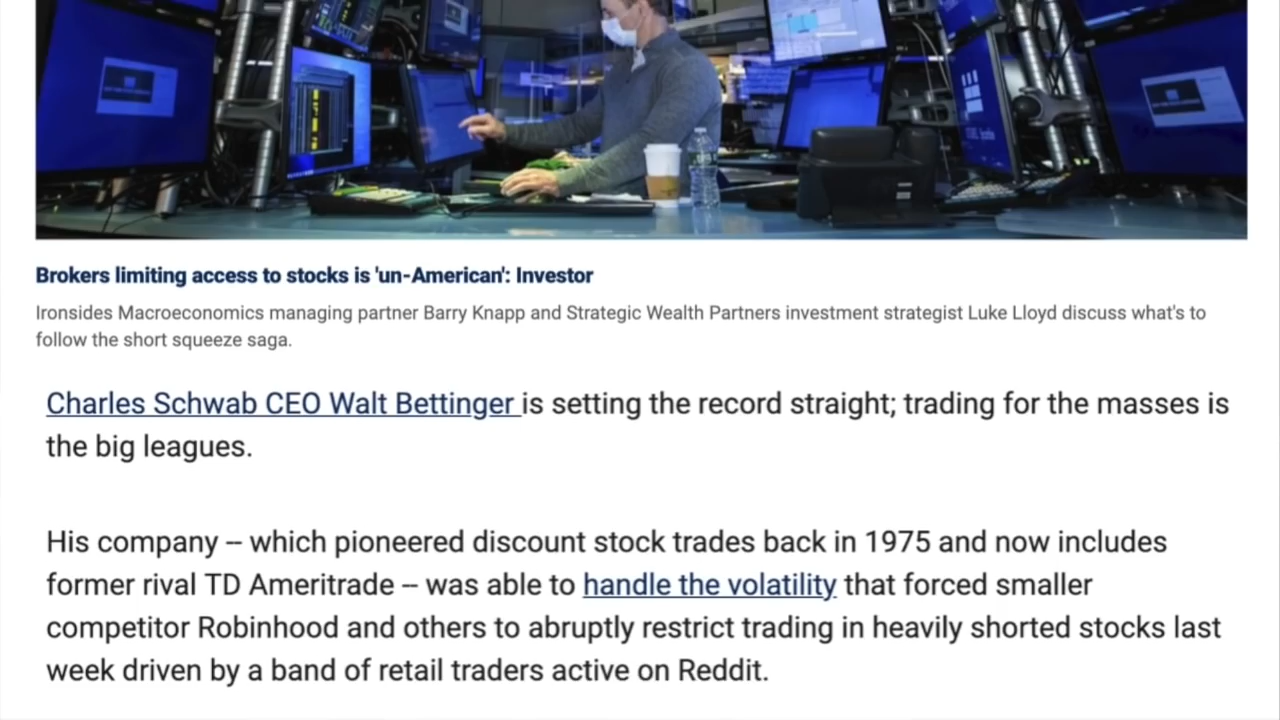 Brokers limiting access to stocks is 'un-American': Investor
Ironsides Macroeconomics managing partner Barry Knapp and Strategic Wealth Partners investment strategist Luke Lloyd discuss what's to
follow the short squeeze saga.
Charles Schwab CEO Walt Bettinger is setting the record straight; trading for the masses is
the big leagues.
His company -- which pioneered discount stock trades back in 1975 and now includes
former rival TD Ameritrade -- was able to handle the volatility that forced smaller
competitor Robinhood and others to abruptly restrict trading in heavily shorted stocks last
week driven by a band of retail traders active on Reddit.